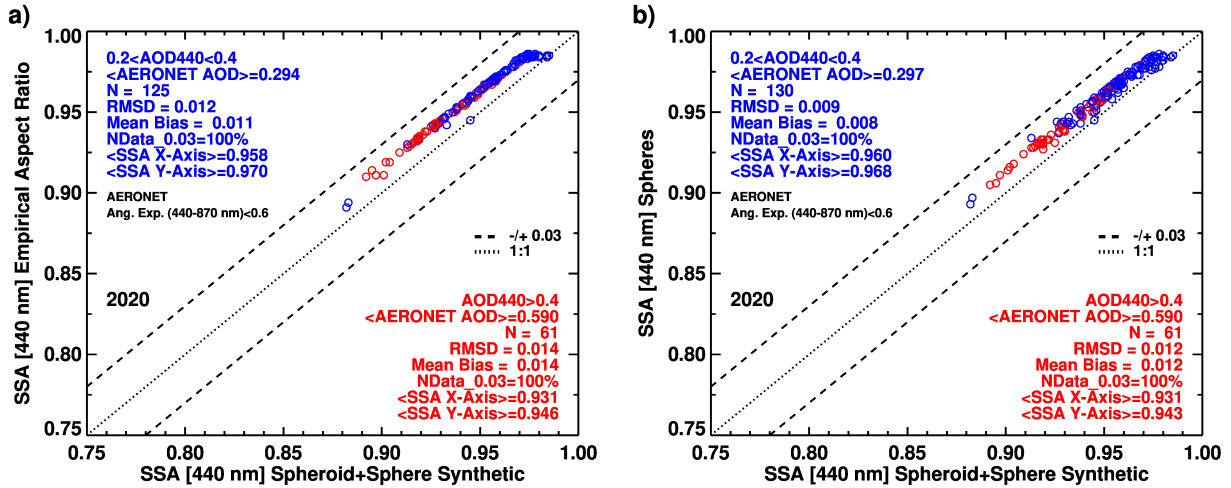 a)
SSA [440 nm] Empirical Aspect Ratio
1.00
0.95
0.90
0.85
0.80
0.75
0.2<AOD440<0.4
<AERONET AOD>=0.294
N = 125
RMSD = 0.012
Mean Bias = 0.011
NData_0.03=100%
<SSA X-Axis>=0.958
<SSA Y-Axis>=0.970
AERONET
Ang. Exp. (440-870 nm)<0.6
-/+ 0.03
1:1
2020
AOD440>0.4
<AERONET AOD>=0.590
N = 61
RMSD = 0.014
Mean Bias = 0.014
NData_0.03=100%
<SSA X-Axis>=0.931
<SSA Y-Axis>=0.946
0.75 0.80 0.85 0.90 0.95 1.00
SSA [440 nm] Spheroid+Sphere Synthetic
b)
SSA [440 nm] Spheres
1.00
0.95
0.90
0.85
0.80
0.75
0.2<AOD440<0.4
<AERONET AOD>=0.297
N = 130
RMSD = 0.009
Mean Bias = 0.008
NData_0.03=100%
<SSA X-Axis>=0.960
<SSA Y-Axis>=0.968
AERONET
Ang. Exp. (440-870 nm)<0.6
-/+ 0.03
1:1
2020
AOD440>0.4
<AERONET AOD>=0.590
N = 61
RMSD = 0.012
Mean Bias = 0.012
NData_0.03=100%
<SSA X-Axis>=0.931
<SSA Y-Axis>=0.943
0.75 0.80 0.85 0.90 0.95 1.00
SSA [440 nm] Spheroid+Sphere Synthetic